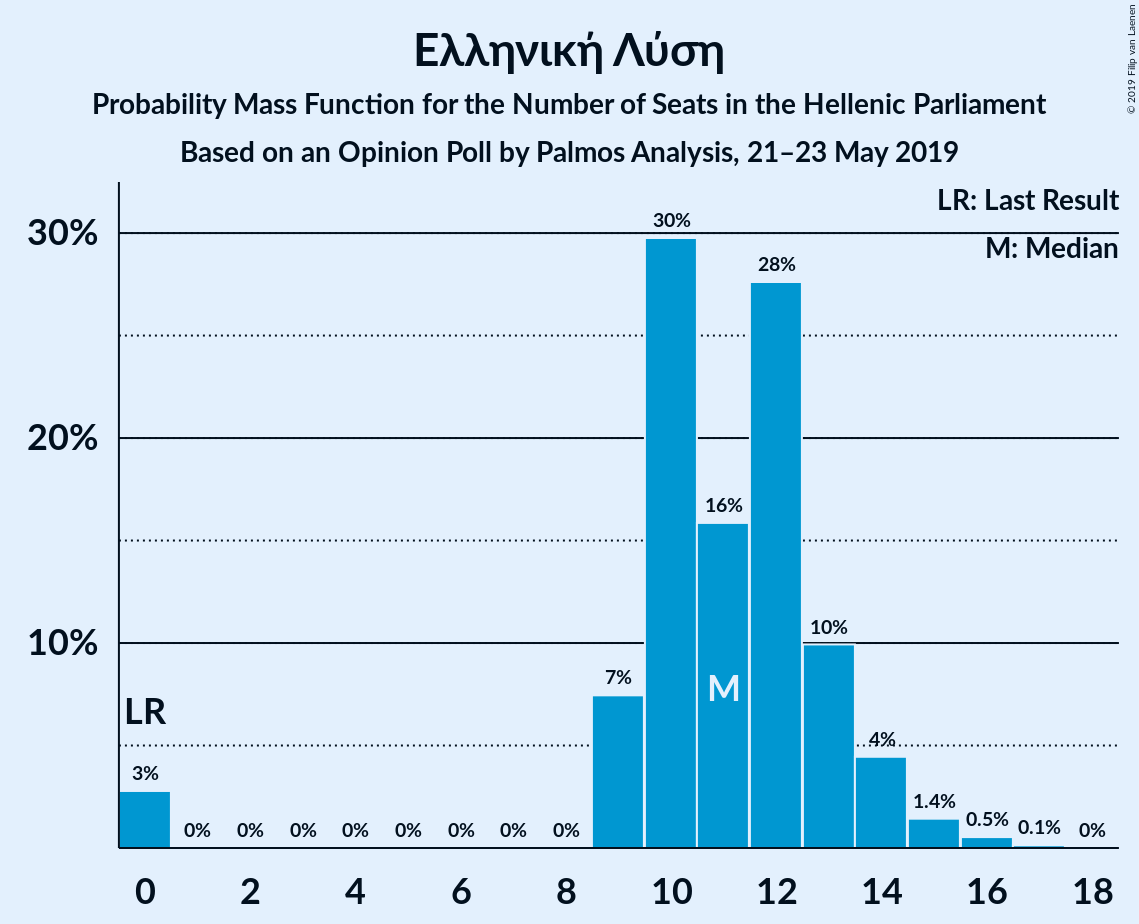 Ελληνική Λύση
Probability Mass Function for the Number of Seats in the Hellenic Parliament
Based on an Opinion Poll by Palmos Analysis, 21–23 May 2019
© 2019 Filip van Laenen
LR: Last Result
M: Median
30%
20%
10%
30%
28%
16%
10%
7%
M
LR
4%
3%
1.4%
0.5%
0.1%
0%
0%
0%
0%
0%
0%
0%
0%
0%
0 2 4 6 8 10 12 14 16 18